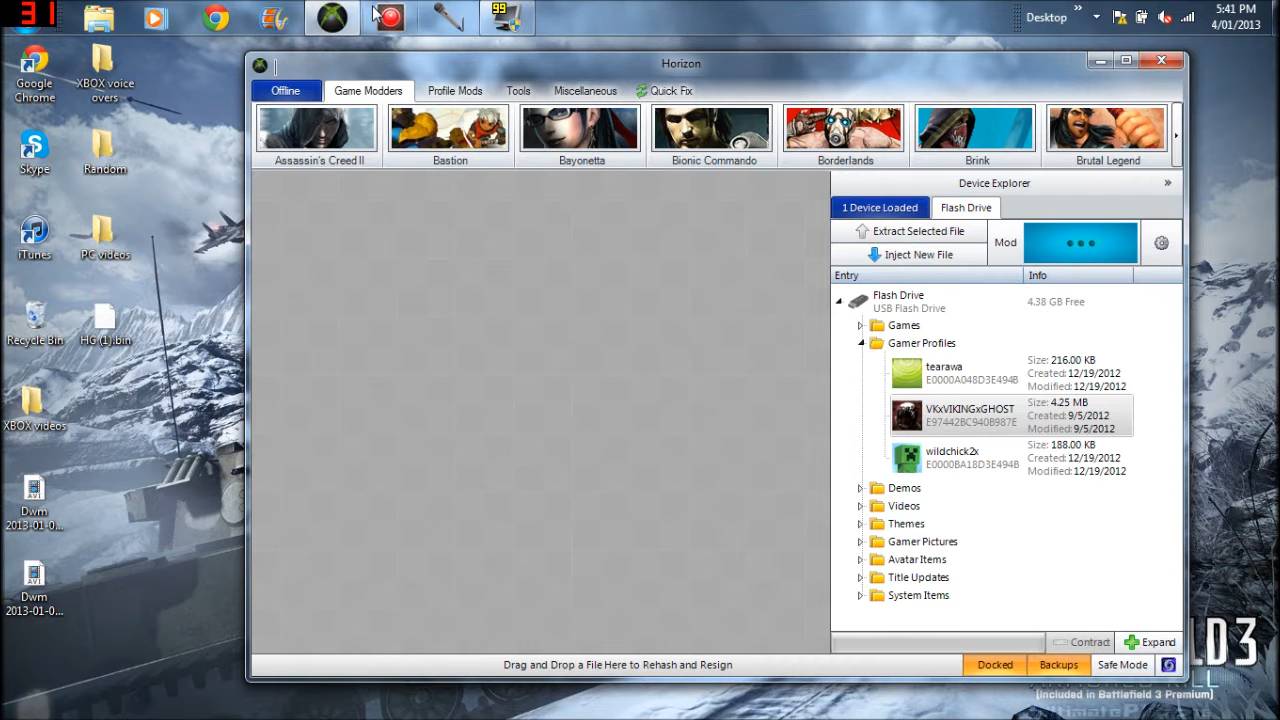 31
99
Desktop
»
5:41 PM
4/01/2013
Google
Chrome
XBOX voice
overs
Skype
Random
iTunes
PC videos
Recycle Bin
HG (1).bin
XBOX videos
Dwm
2013-01-0...
Dwm
2013-01-0...
Horizon
Offline
Game Modders
Profile Mods
Tools
Miscellaneous
Quick Fix
Assassin's Creed II
Bastion
Bayonetta
Bionic Commando
Borderlands
Brink
Brutal Legend
Device Explorer
»
1 Device Loaded
Flash Drive
Extract Selected File
Inject New File
Mod
Entry
Info
Flash Drive
USB Flash Drive
4.38 GB Free
Games
Gamer Profiles
tearawa
E0000A048D3E494B
Size: 216.00 KB
Created: 12/19/2012
Modified: 12/19/2012
VKxVIKINGxGHOST
E97442BC940B987E
Size: 4.25 MB
Created: 9/5/2012
Modified: 9/5/2012
wildchick2x
E0000BA18D3E494B
Size: 188.00 KB
Created: 12/19/2012
Modified: 12/19/2012
Demos
Videos
Themes
Gamer Pictures
Avatar Items
Title Updates
System Items
Contract
Expand
Drag and Drop a File Here to Rehash and Resign
Docked
Backups
Safe Mode
LD3
KILL
(Included in Battlefield 3 Premium)